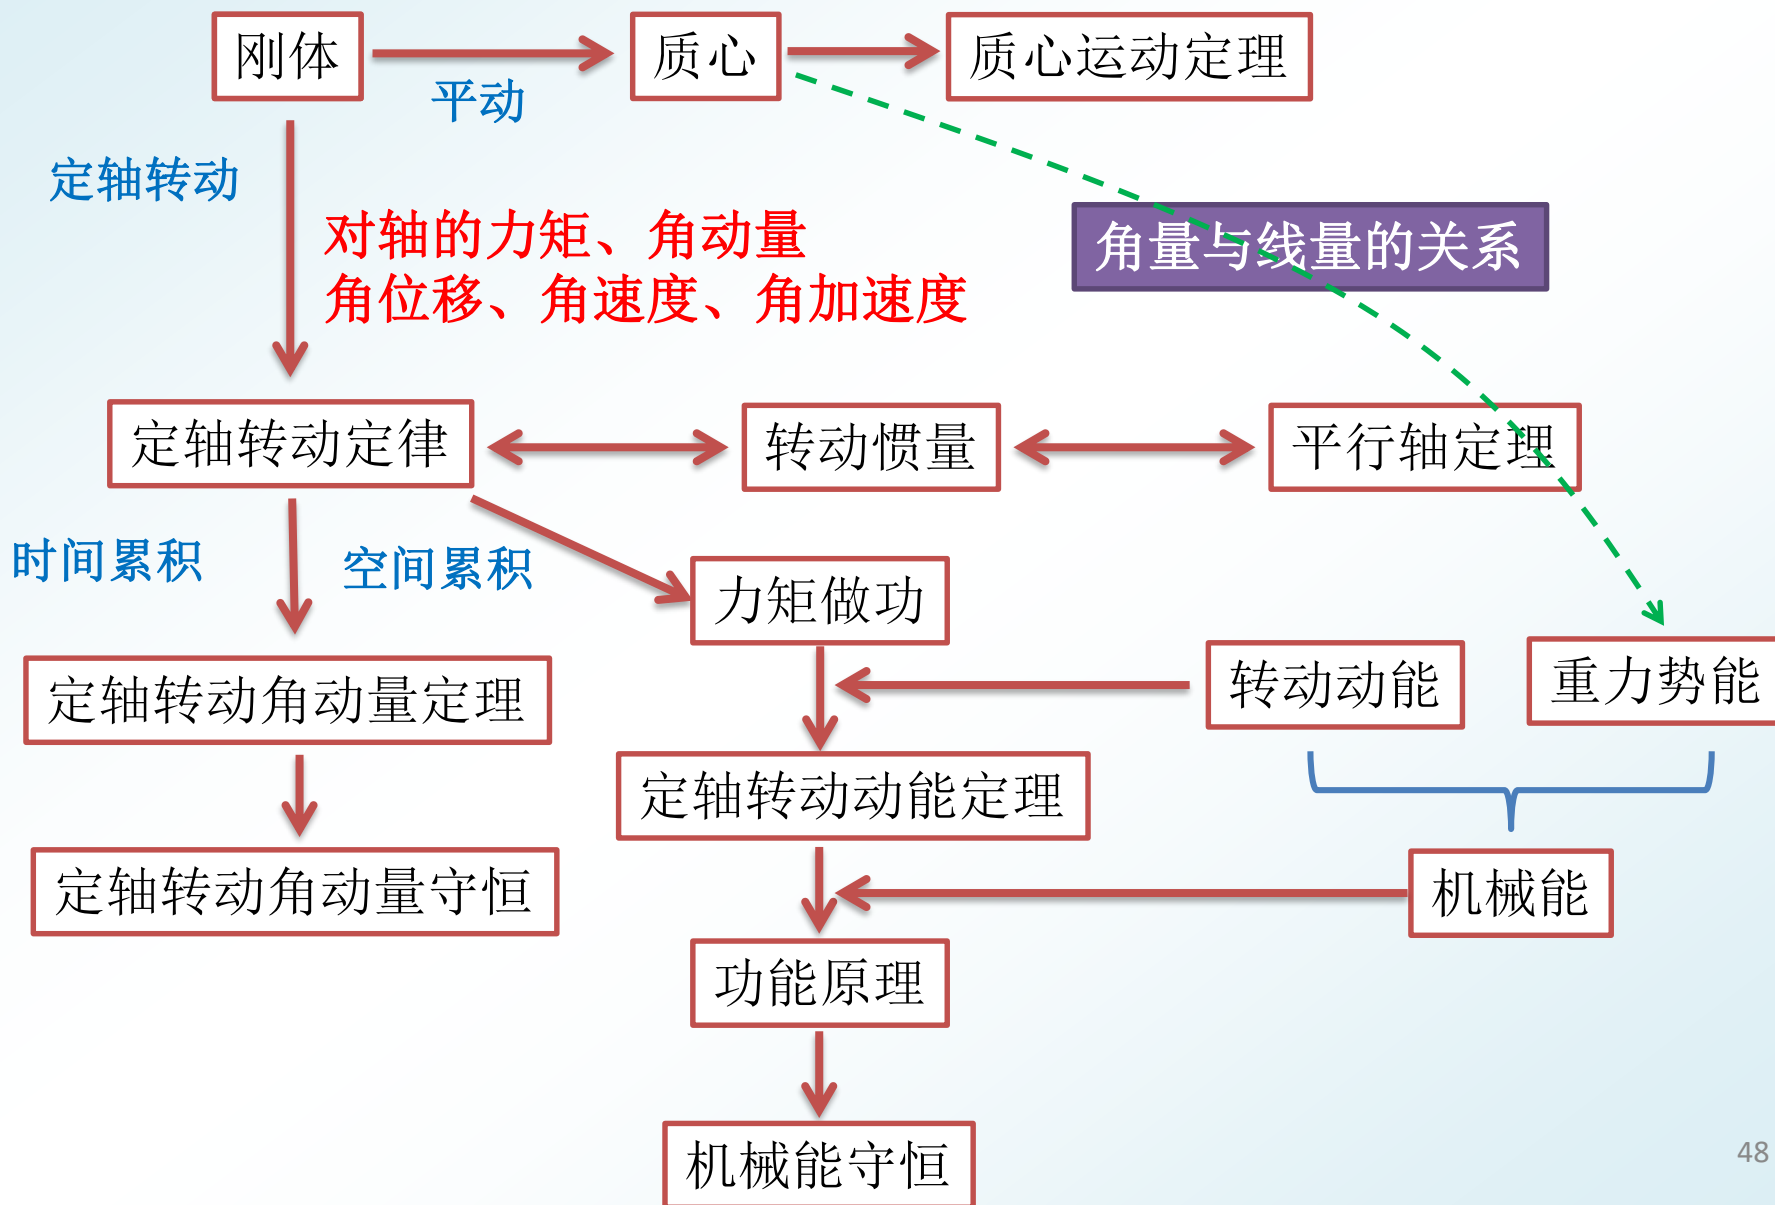 刚体
质心
质心运动定理
平动
定轴转动
对轴的力矩、角动量
角位移、角速度、角加速度
角量与线量的关系
定轴转动定律
转动惯量
平行轴定理
时间累积
空间累积
力矩做功
定轴转动角动量定理
转动动能
重力势能
定轴转动动能定理
定轴转动角动量守恒
机械能
功能原理
机械能守恒
48